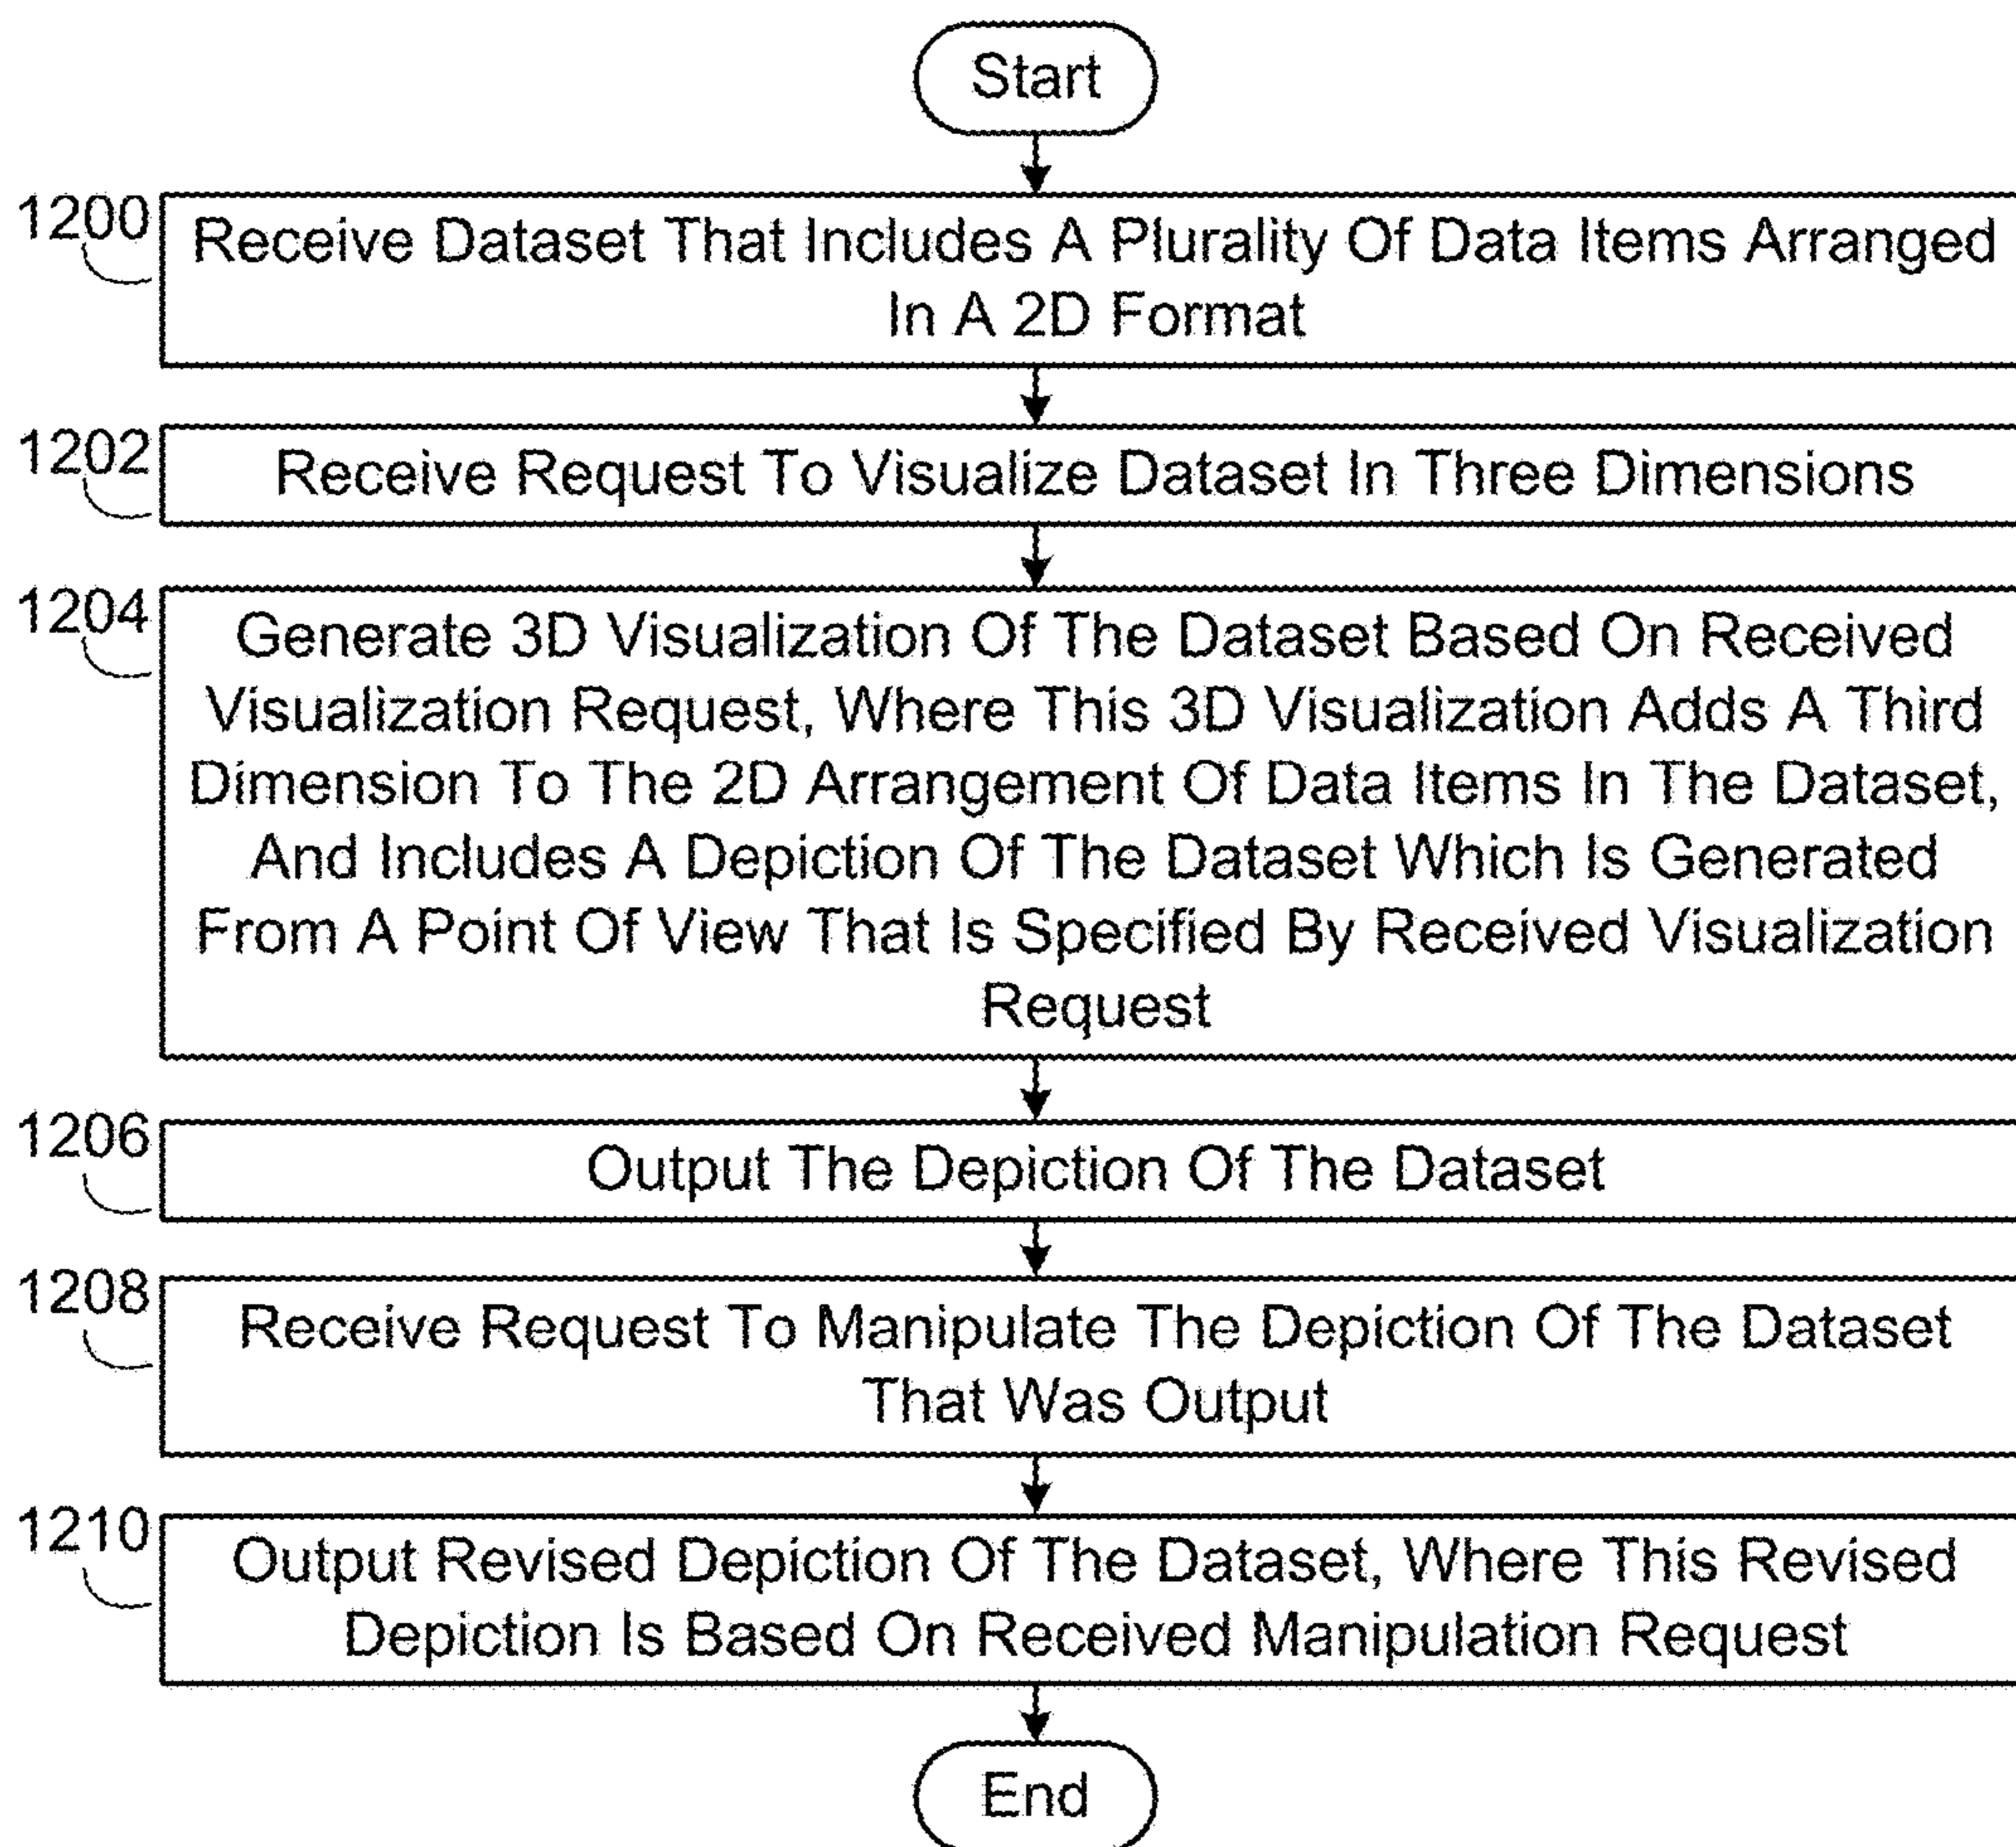 Start
1200
Receive Dataset That Includes A Plurality Of Data Items Arranged
In A 2D Format
1202
Receive Request To Visualize Dataset In Three Dimensions
1204
Generate 3D Visualization Of The Dataset Based On Received
Visualization Request, Where This 3D Visualization Adds A Third
Dimension To The 2D Arrangement Of Data Items In The Dataset,
And Includes A Depiction Of The Dataset Which Is Generated
From A Point Of View That Is Specified By Received Visualization
Request
1206
Output The Depiction Of The Dataset
1208
Receive Request To Manipulate The Depiction Of The Dataset
That Was Output
1210
Output Revised Depiction Of The Dataset, Where This Revised
Depiction Is Based On Received Manipulation Request
End